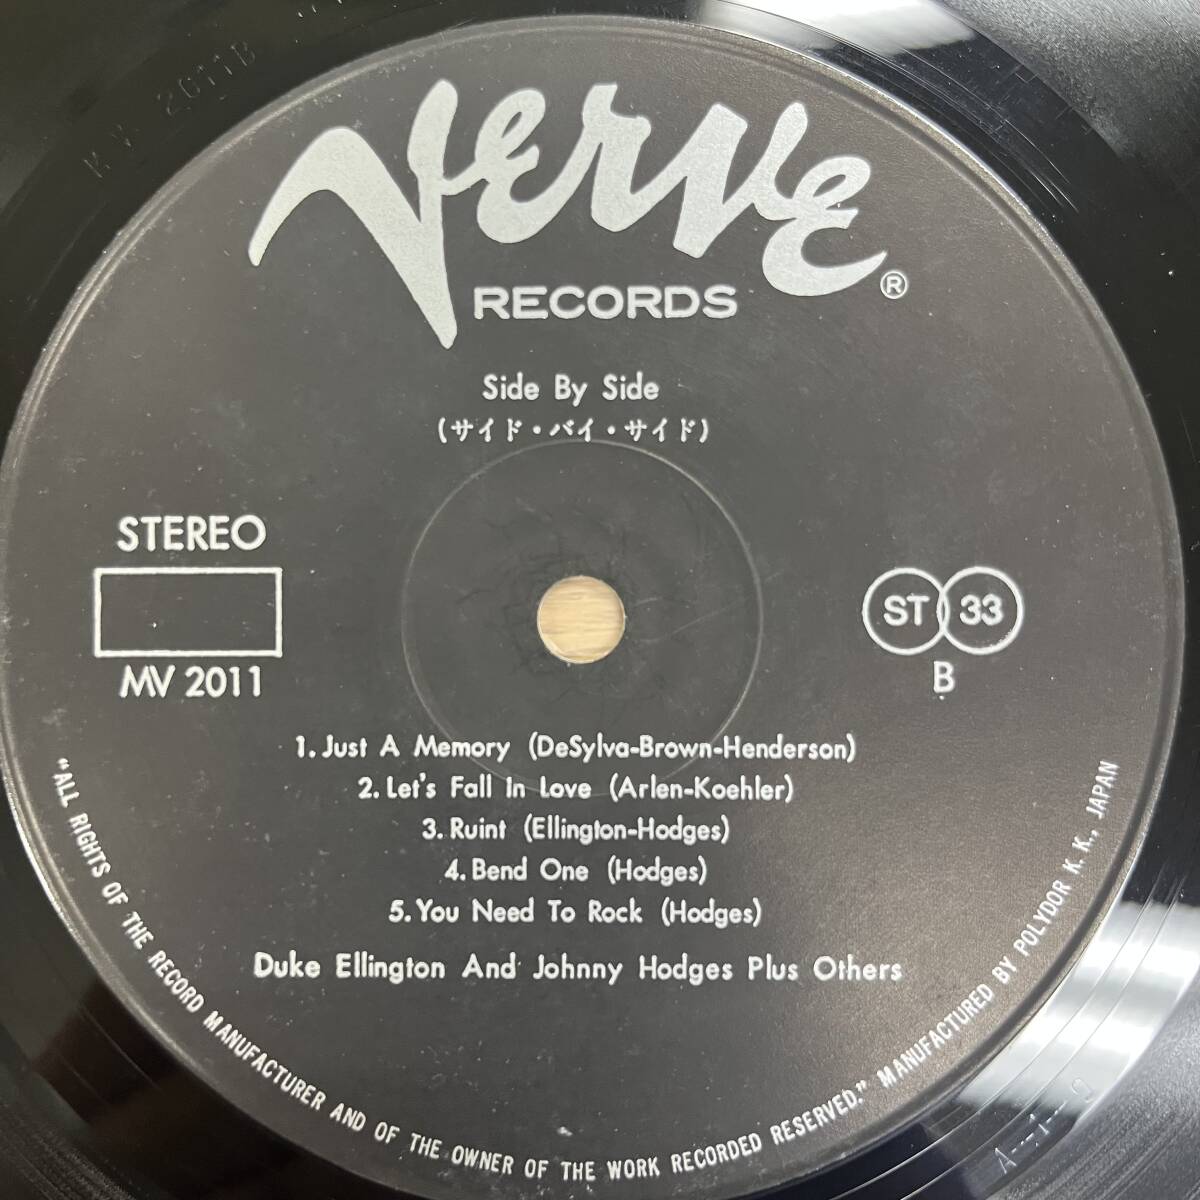 Verve
RECORDS ®
Side By Side
(サイド・バイ・サイド)
STEREO
MV 2011
ST 33
B
1. Just A Memory (DeSylva-Brown-Henderson)
2. Let's Fall In Love (Arlen-Koehler)
3. Ruint (Ellington-Hodges)
4. Bend One (Hodges)
5. You Need To Rock (Hodges)
Duke Ellington And Johnny Hodges Plus Others
"ALL RIGHTS OF THE RECORD MANUFACTURER AND OF THE OWNER OF THE WORK RECORDED RESERVED." MANUFACTURED BY POLYDOR K. K., JAPAN